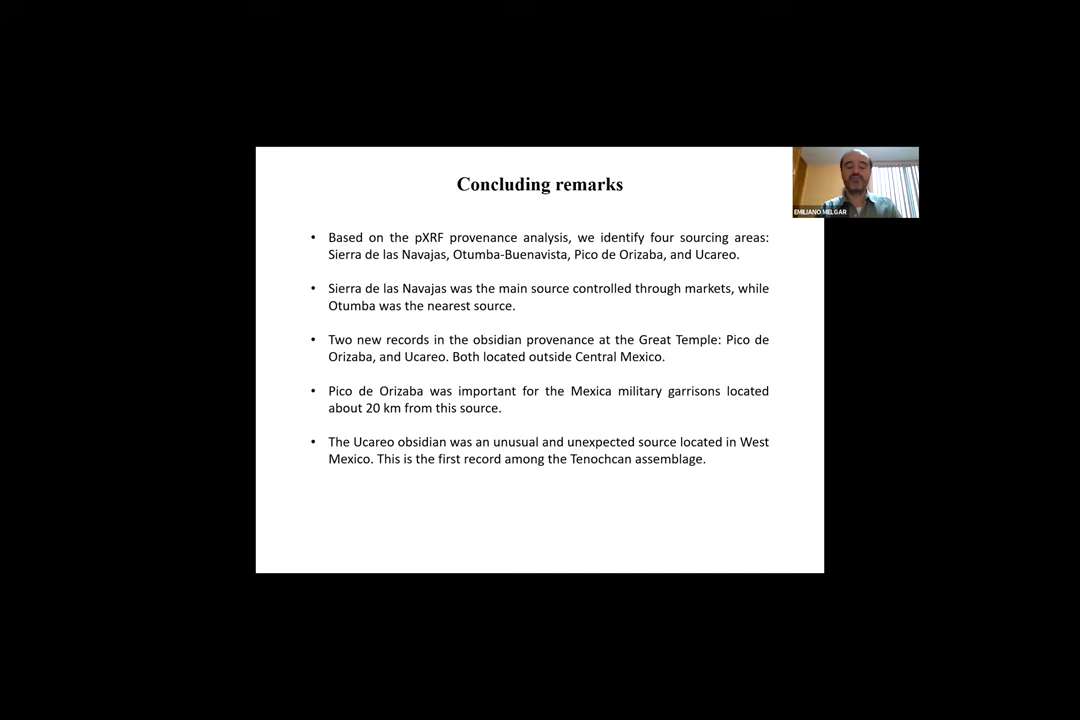 Concluding remarks
EMILIANO MELGAR
• Based on the pXRF provenance analysis, we identify four sourcing areas:
Sierra de las Navajas, Otumba-Buenavista, Pico de Orizaba, and Ucareo.
• Sierra de las Navajas was the main source controlled through markets, while
Otumba was the nearest source.
• Two new records in the obsidian provenance at the Great Temple: Pico de
Orizaba, and Ucareo. Both located outside Central Mexico.
• Pico de Orizaba was important for the Mexica military garrisons located
about 20 km from this source.
• The Ucareo obsidian was an unusual and unexpected source located in West
Mexico. This is the first record among the Tenochcan assemblage.